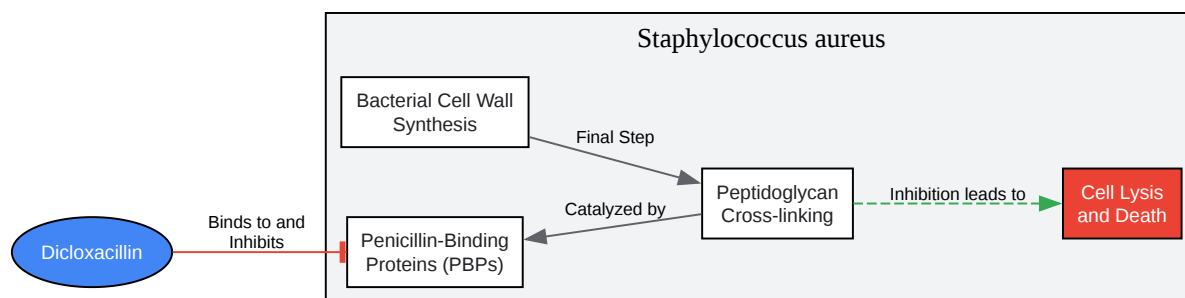 Staphylococcus aureus
Bacterial Cell Wall
Synthesis
Final Step
Peptidoglycan
Cross-linking
Inhibition leads to
Cell Lysis
and Death
Catalyzed by
Binds to and
Inhibits
Dicloxacillin
Penicillin-Binding
Proteins (PBPs)